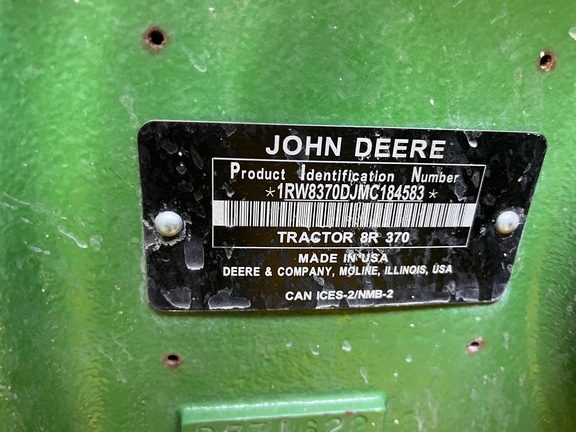 JOHN DEERE
Product Identification Number
*1RW8370DJMC184583*
TRACTOR 8R 370
MADE IN USA
DEERE & COMPANY, MOLINE, ILLINOIS, USA
CAN ICES-2/NMB-2